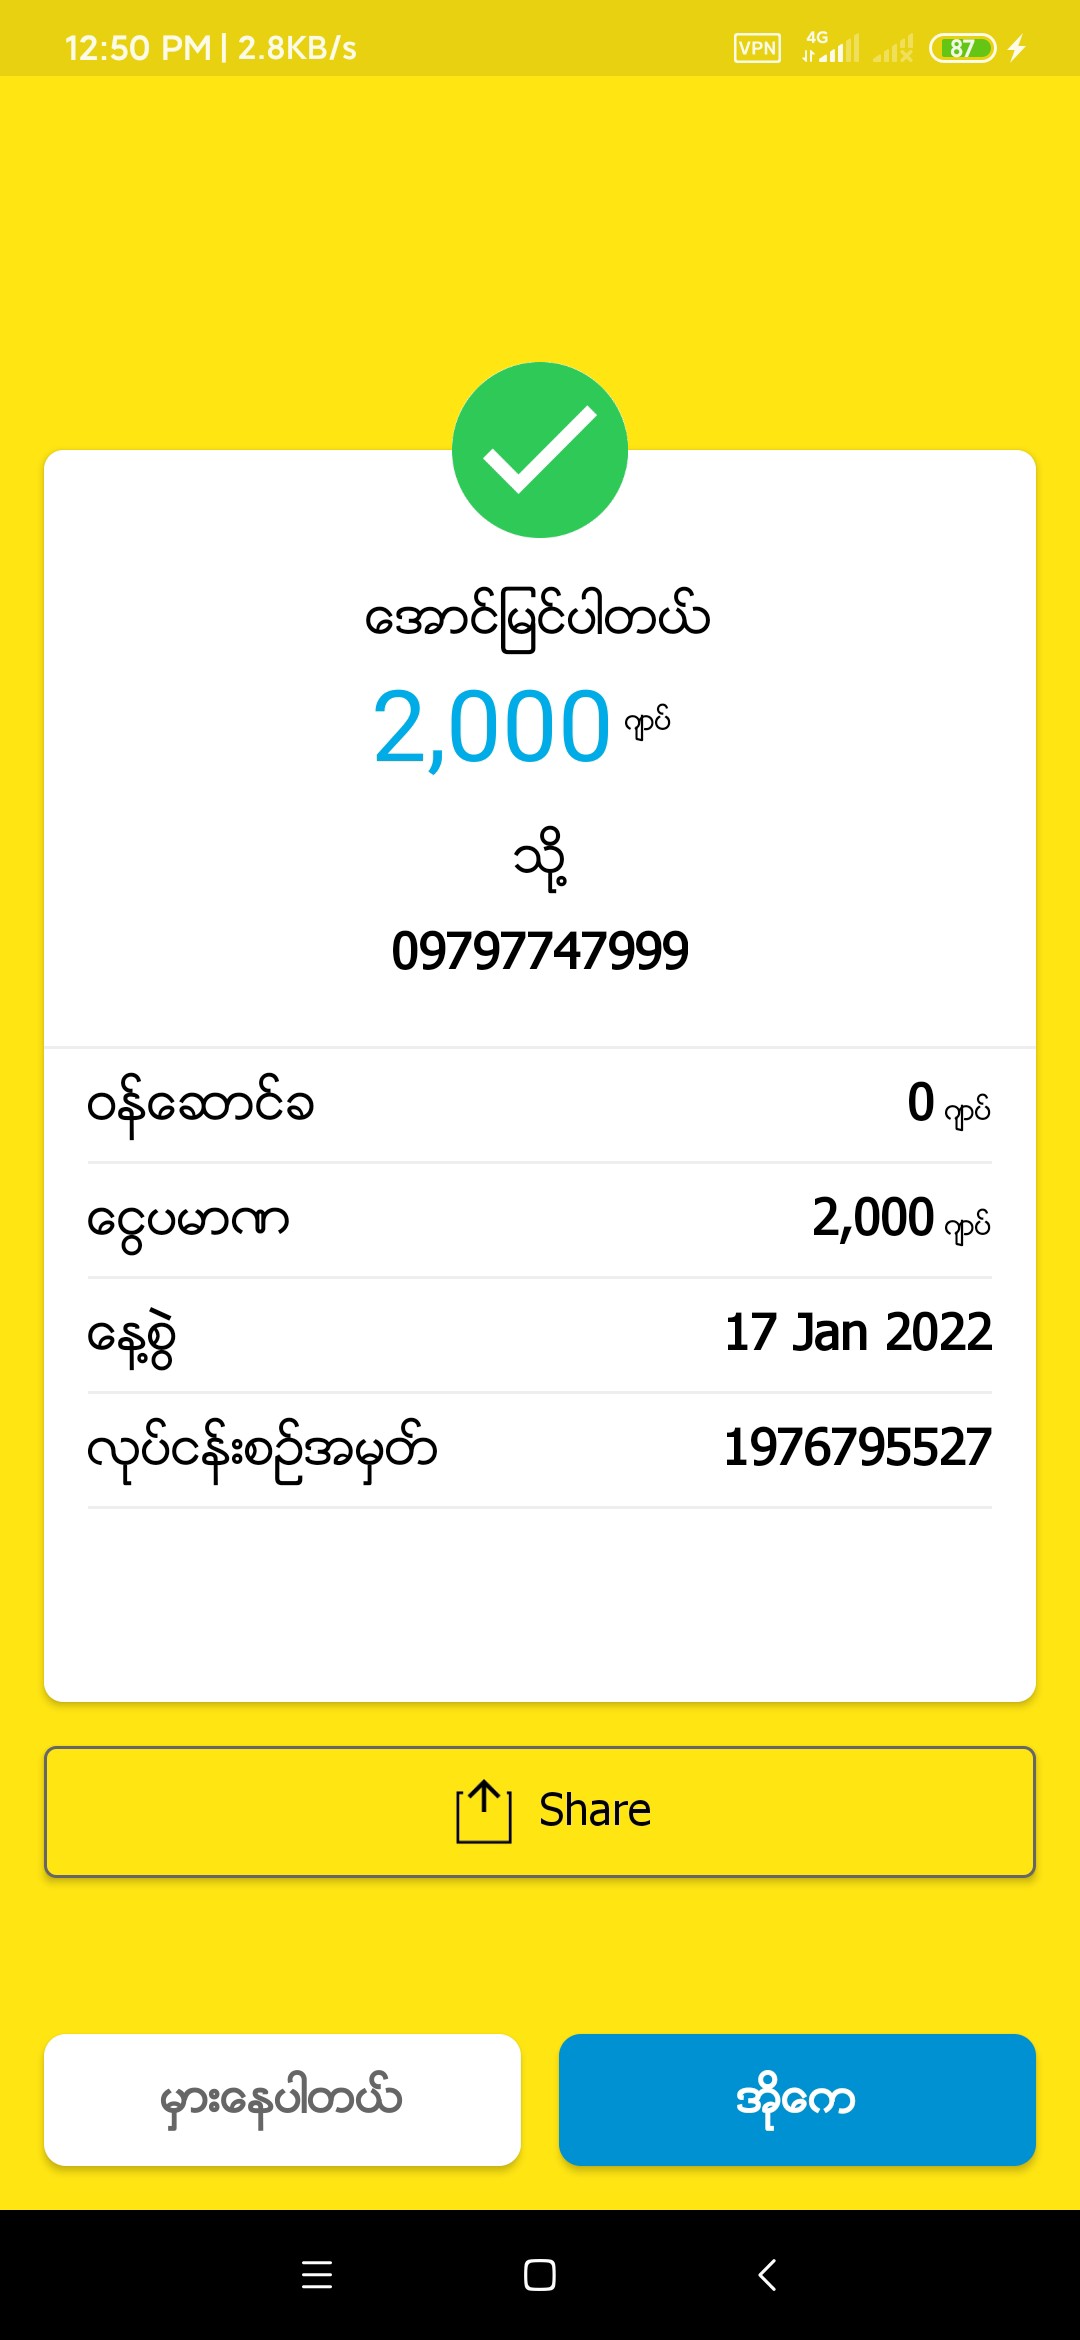 12:50 PM | 2.8KB/s VPN 4G 87
အောင်မြင်ပါတယ်
2,000 ကျပ်
သို့
09797747999
ဝန်ဆောင်ခ 0 ကျပ်
ငွေပမာဏ 2,000 ကျပ်
နေ့စွဲ 17 Jan 2022
လုပ်ငန်းစဉ်အမှတ် 1976795527
Share
မှားနေပါတယ် အိုကေ